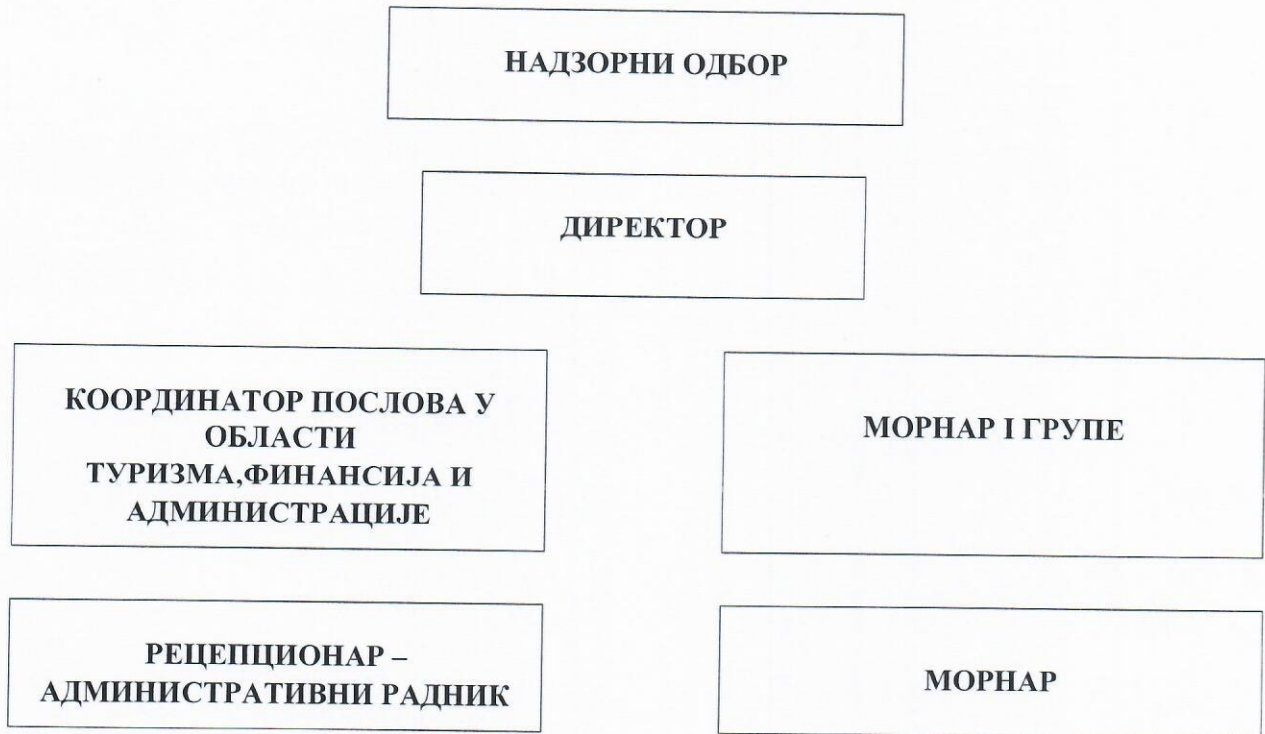 НАДЗОРНИ ОДБОР
ДИРЕКТОР
КООРДИНАТОР ПОСЛОВА У
ОБЛАСТИ
ТУРИЗМА,ФИНАНСИЈА И
АДМИНИСТРАЦИЈЕ
МОРНАР I ГРУПЕ
РЕЦЕПЦИОНАР –
АДМИНИСТРАТИВНИ РАДНИК
МОРНАР